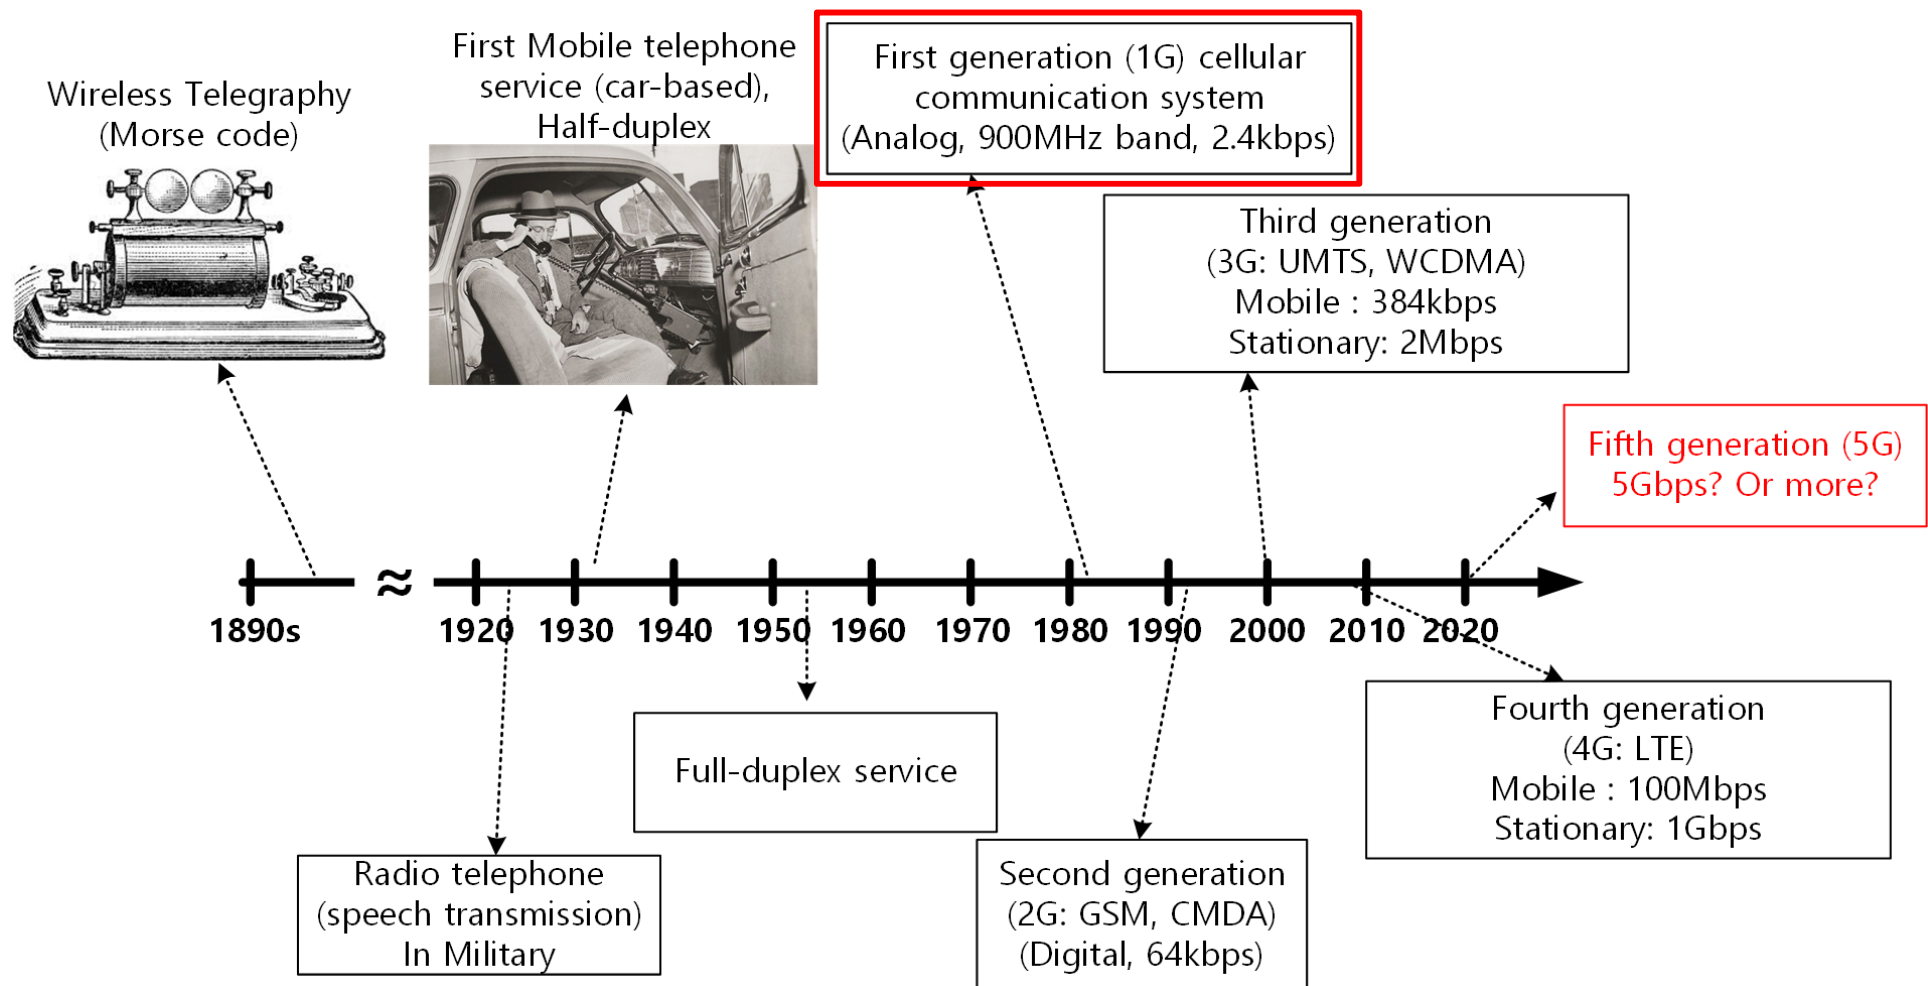 Wireless Telegraphy
(Morse code)
First Mobile telephone
service (car-based),
Half-duplex
First generation (1G) cellular
communication system
(Analog, 900MHz band, 2.4kbps)
Third generation
(3G: UMTS, WCDMA)
Mobile : 384kbps
Stationary: 2Mbps
Fifth generation (5G)
5Gbps? Or more?
≈
1890s
1920
1930
1940
1950
1960
1970
1980
1990
2000
2010
2020
Radio telephone
(speech transmission)
In Military
Full-duplex service
Second generation
(2G: GSM, CMDA)
(Digital, 64kbps)
Fourth generation
(4G: LTE)
Mobile : 100Mbps
Stationary: 1Gbps